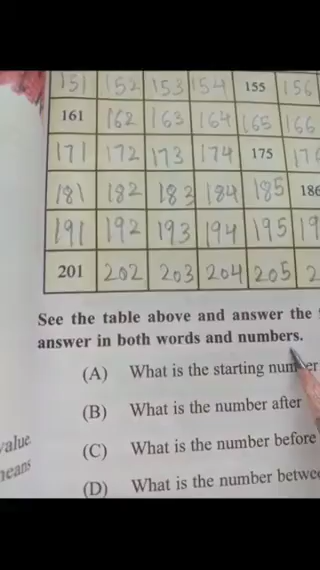 151 152 153 154 155 156
161 162 163 164 165 166
171 172 173 174 175
181 182 183 184 185 186
191 192 193 194 195
201 202 203 204 205
See the table above and answer the
answer in both words and numbers.
(A) What is the starting number
(B) What is the number after
(C) What is the number before
(D) What is the number
value
means